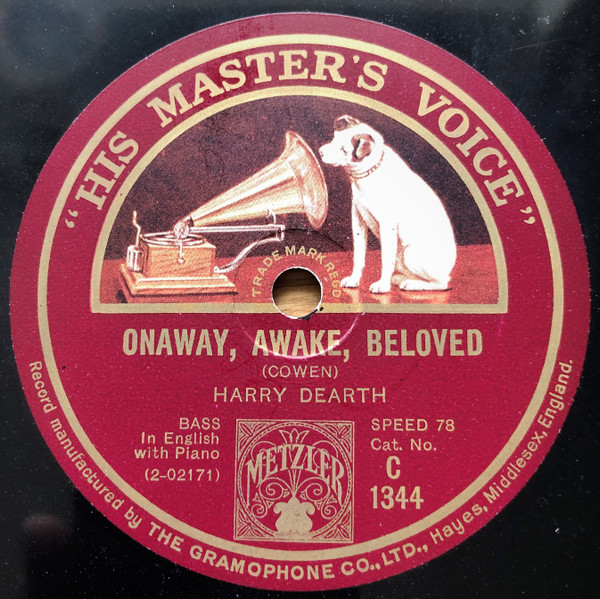 "HIS MASTER'S VOICE"
TRADE MARK REGD
ONAWAY, AWAKE, BELOVED
(COWEN)
HARRY DEARTH
BASS
In English
with Piano
(2-02171)
METZLER
SPEED 78
Cat. No.
C
1344
Record manufactured by THE GRAMOPHONE CO., LTD., Hayes, Middlesex, England.